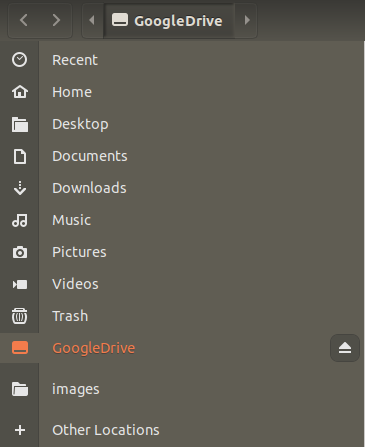 GoogleDrive
Recent
Home
Desktop
Documents
Downloads
Music
Pictures
Videos
Trash
GoogleDrive
images
Other Locations